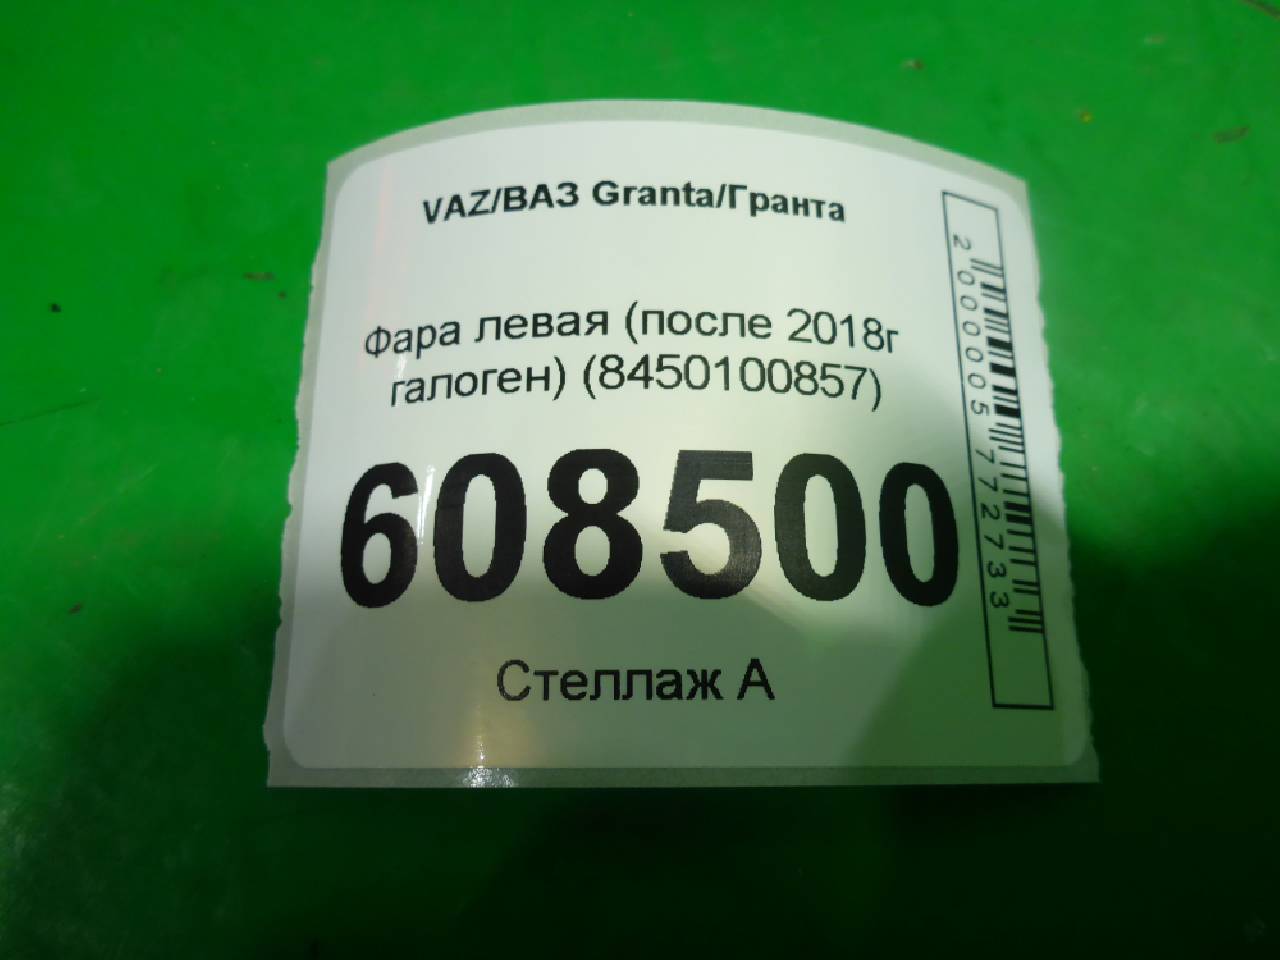 VAZ/ВАЗ Granta/Гранта
Фара левая (после 2018г
галоген) (8450100857)
608500
Стеллаж А
2000005772733